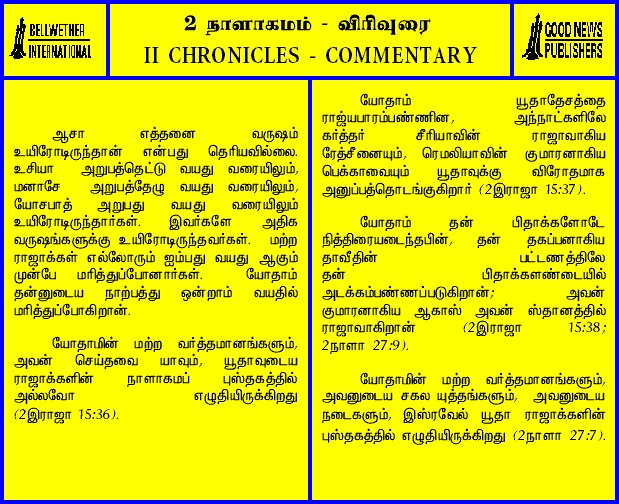 BELLWETHER
INTERNATIONAL
2 நாளாகமம் - விரிவுரை
II CHRONICLES - COMMENTARY
GOOD NEWS
PUBLISHERS
ஆசா எத்தனை வருஷம்
உயிரோடிருந்தான் என்பது தெரியவில்லை.
உசியா அறுபத்தெட்டு வயது வரையிலும்,
மனாசே அறுபத்தேழு வயது வரையிலும்,
யோசபாத் அறுபது வயது வரையிலும்
உயிரோடிருந்தார்கள். இவர்களே அதிக
வருஷங்களுக்கு உயிரோடிருந்தவர்கள். மற்ற
ராஜாக்கள் எல்லோரும் ஐம்பது வயது ஆகும்
முன்பே மரித்துப்போனார்கள். யோதாம்
தன்னுடைய நாற்பத்து ஒன்றாம் வயதில்
மரித்துப்போகிறான்.
யோதாமின் மற்ற வர்த்தமானங்களும்,
அவன் செய்தவை யாவும், யூதாவுடைய
ராஜாக்களின் நாளாகமப் புஸ்தகத்தில்
அல்லவோ எழுதியிருக்கிறது
(2இராஜா 15:36).
யோதாம் யூதாதேசத்தை
ராஜ்யபாரம்பண்ணின, அந்நாட்களிலே
கர்த்தர் சீரியாவின் ராஜாவாகிய
ரேத்சீனையும், ரெமலியாவின் குமாரனாகிய
பெக்காவையும் யூதாவுக்கு விரோதமாக
அனுப்பத்தொடங்குகிறார் (2இராஜா 15:37).
யோதாம் தன் பிதாக்களோடே
நித்திரையடைந்தபின், தன் தகப்பனாகிய
தாவீதின் பட்டணத்திலே
தன் பிதாக்களண்டையில்
அடக்கம்பண்ணப்படுகிறான்; அவன்
குமாரனாகிய ஆகாஸ் அவன் ஸ்தானத்தில்
ராஜாவாகிறான் (2இராஜா 15:38;
2நாளா 27:9).
யோதாமின் மற்ற வர்த்தமானங்களும்,
அவனுடைய சகல யுத்தங்களும், அவனுடைய
நடைகளும், இஸ்ரவேல் யூதா ராஜாக்களின்
புஸ்தகத்தில் எழுதியிருக்கிறது (2நாளா 27:7).